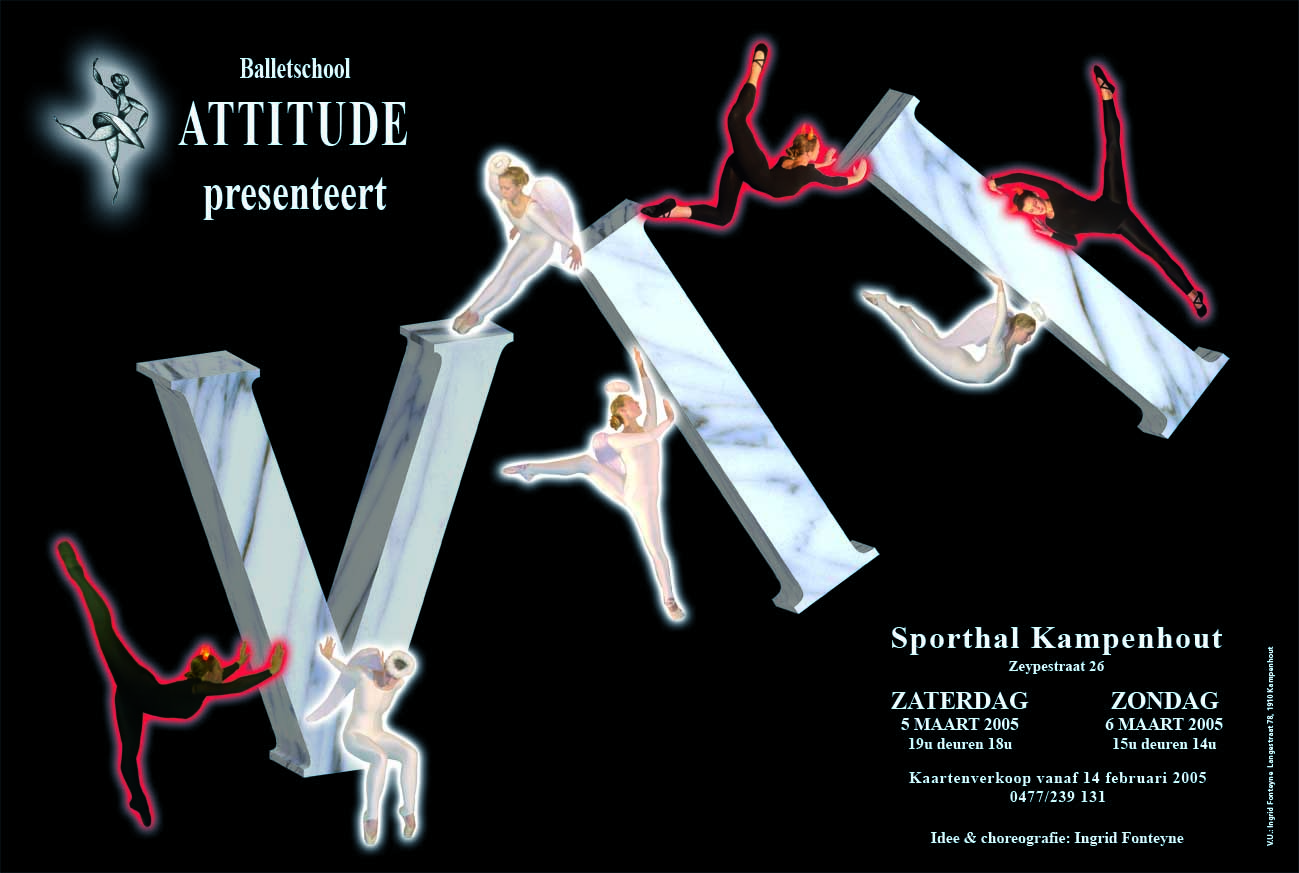 Balletschool
ATTITUDE
presenteert
VII
Sporthal Kampenhout
Zeypestraat 26
ZATERDAG
5 MAART 2005
19u deuren 18u
ZONDAG
6 MAART 2005
15u deuren 14u
Kaartenverkoop vanaf 14 februari 2005
0477/239 131
Idee & choreografie: Ingrid Fonteyne
V.U.: Ingrid Fonteyne Langestraat 78, 1910 Kampenhout